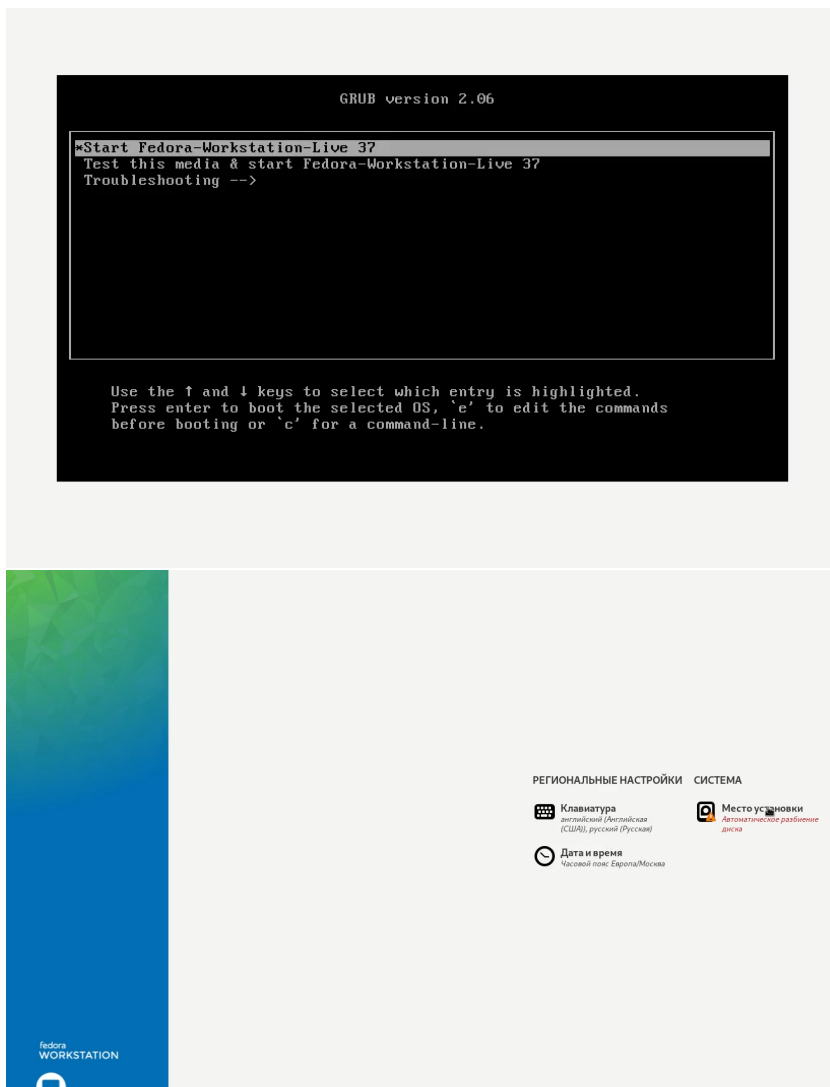 GRUB version 2.06
*Start Fedora-Workstation-Live 37
Test this media & start Fedora-Workstation-Live 37
Troubleshooting -->
Use the ↑ and ↓ keys to select which entry is highlighted.
Press enter to boot the selected OS, `e' to edit the commands
before booting or `c' for a command-line.
РЕГИОНАЛЬНЫЕ НАСТРОЙКИ
Клавиатура
английский (Английская
(США)), русский (Русская)
Дата и время
Часовой пояс Европа/Москва
СИСТЕМА
Место установки
Автоматическое разбиение
диска
fedora
WORKSTATION